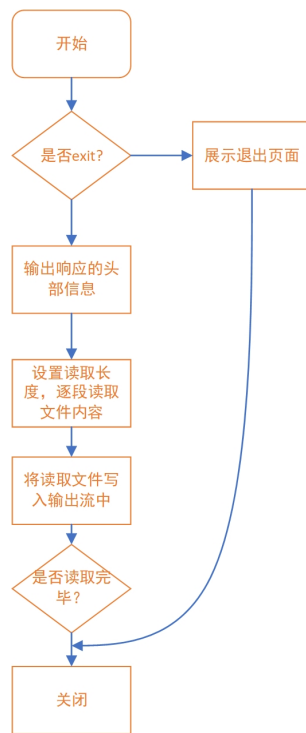 开始
是否exit?
展示退出页面
输出响应的头
部信息
设置读取长
度，逐段读取
文件内容
将读取文件写
入输出流中
是否读取完
毕?
关闭